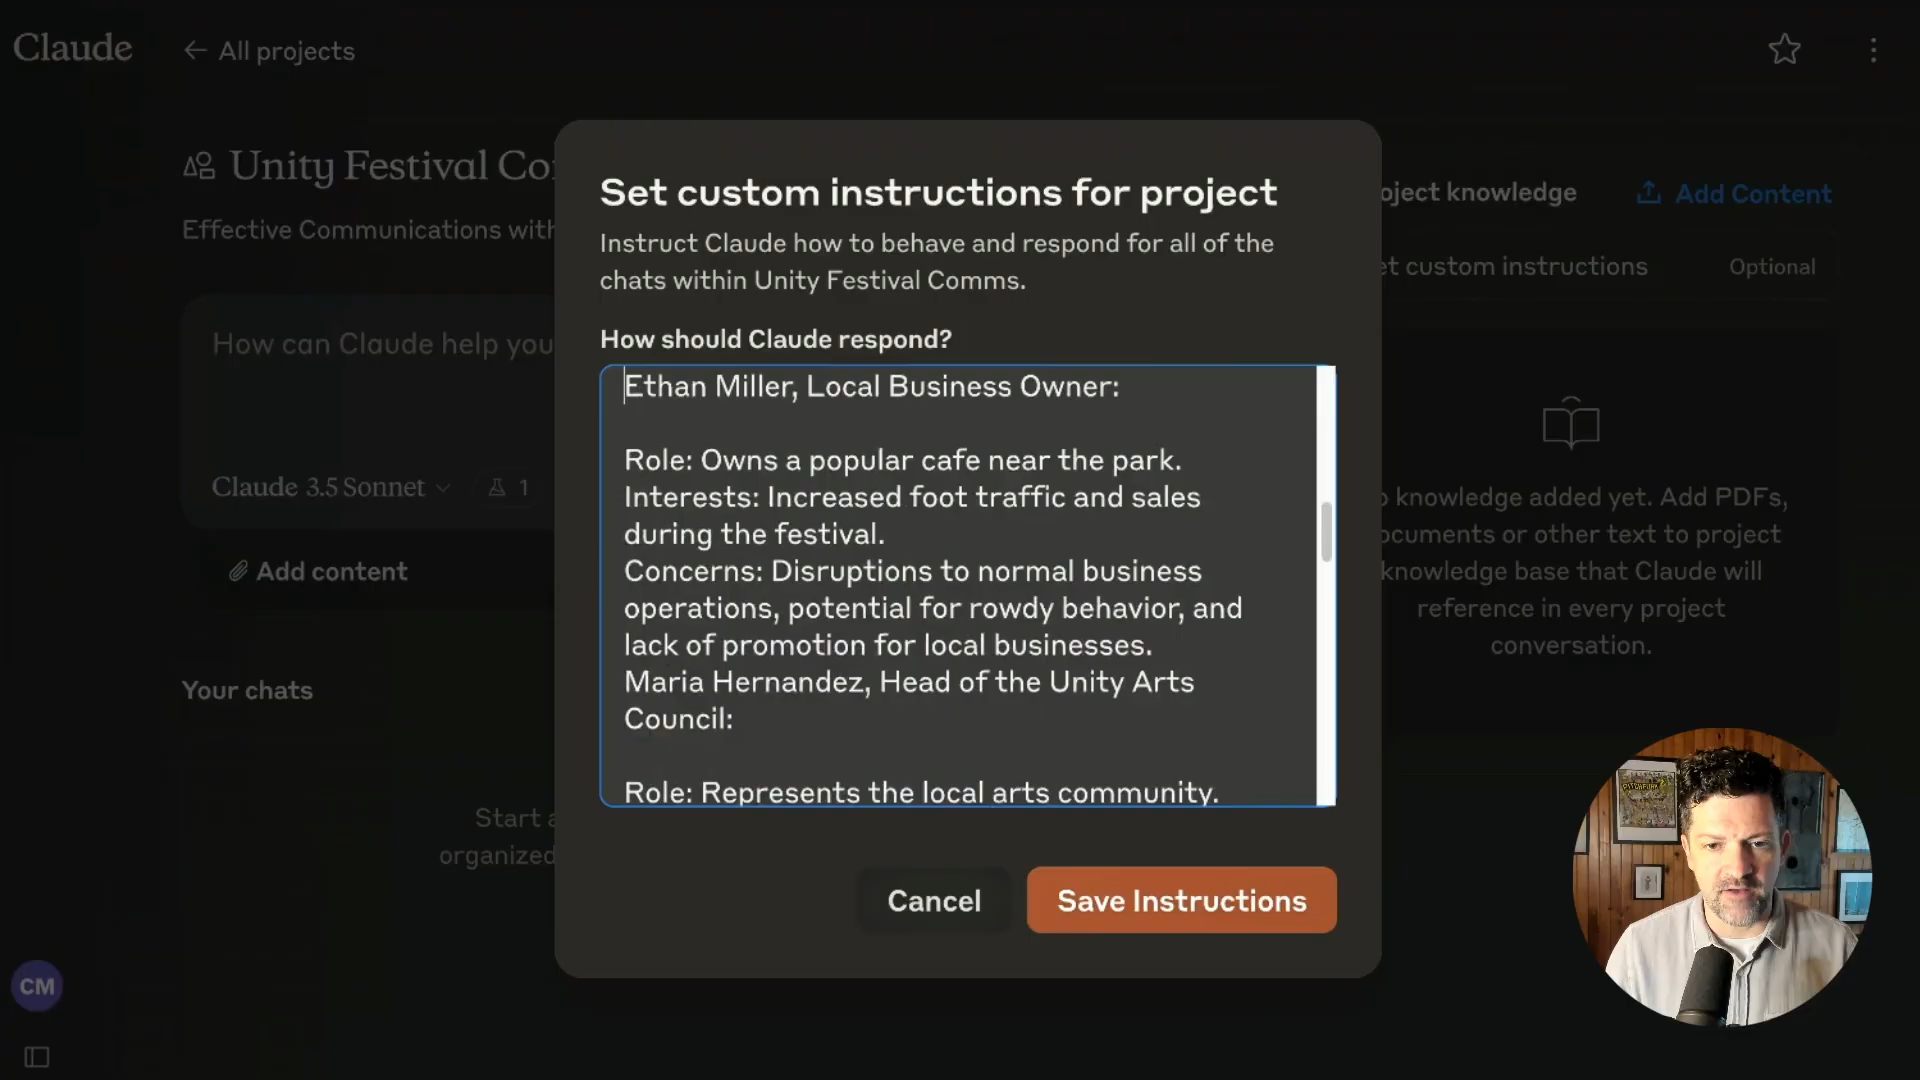 Claude
← All projects
Unity Festival
Effective Communications with
How can Claude help you
Claude 3.5 Sonnet
1
Add content
Your chats
Start
organized
CM
Set custom instructions for project
Instruct Claude how to behave and respond for all of the
chats within Unity Festival Comms.
How should Claude respond?
Ethan Miller, Local Business Owner:
Role: Owns a popular cafe near the park.
Interests: Increased foot traffic and sales
during the festival.
Concerns: Disruptions to normal business
operations, potential for rowdy behavior, and
lack of promotion for local businesses.
Maria Hernandez, Head of the Unity Arts
Council:
Role: Represents the local arts community.
Cancel
Save Instructions
oject knowledge
Add Content
et custom instructions
Optional
knowledge added yet. Add PDFs,
ocuments or other text to project
knowledge base that Claude will
reference in every project
conversation.
PITCHFORK